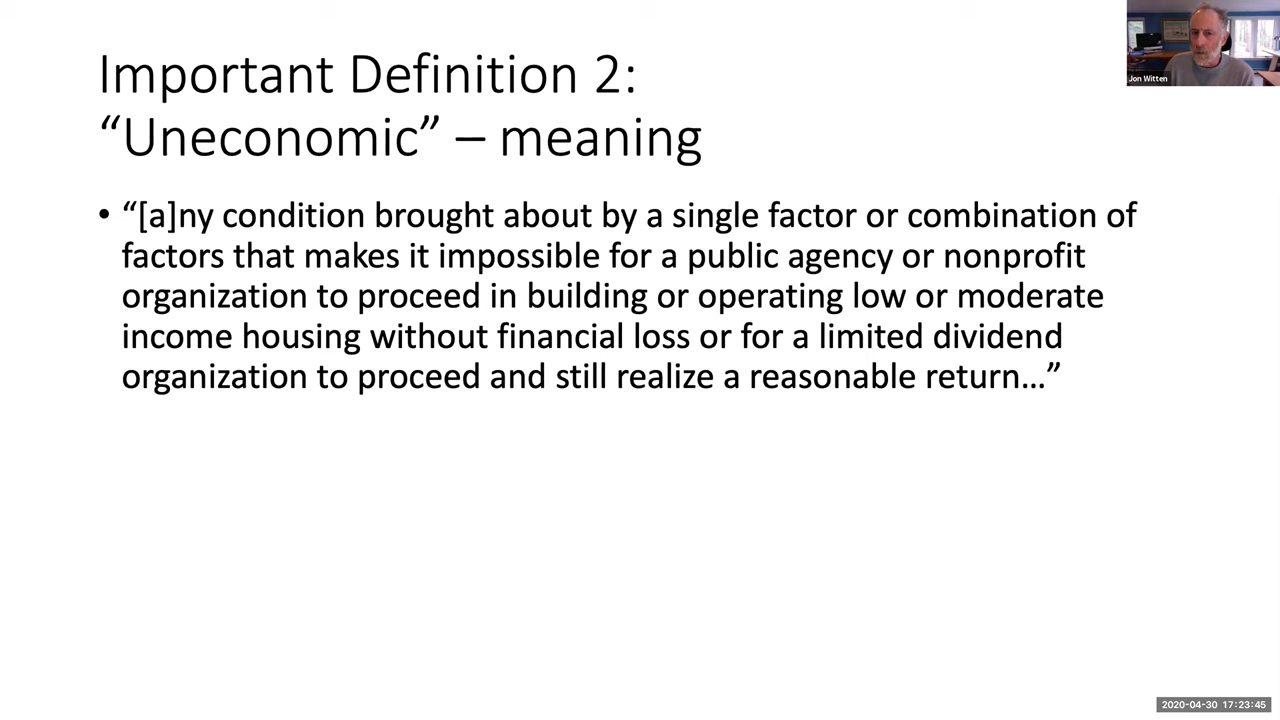 Important Definition 2:
“Uneconomic” – meaning
• “[a]ny condition brought about by a single factor or combination of
factors that makes it impossible for a public agency or nonprofit
organization to proceed in building or operating low or moderate
income housing without financial loss or for a limited dividend
organization to proceed and still realize a reasonable return…”
Jon Witten
2020-04-30 17:23:45